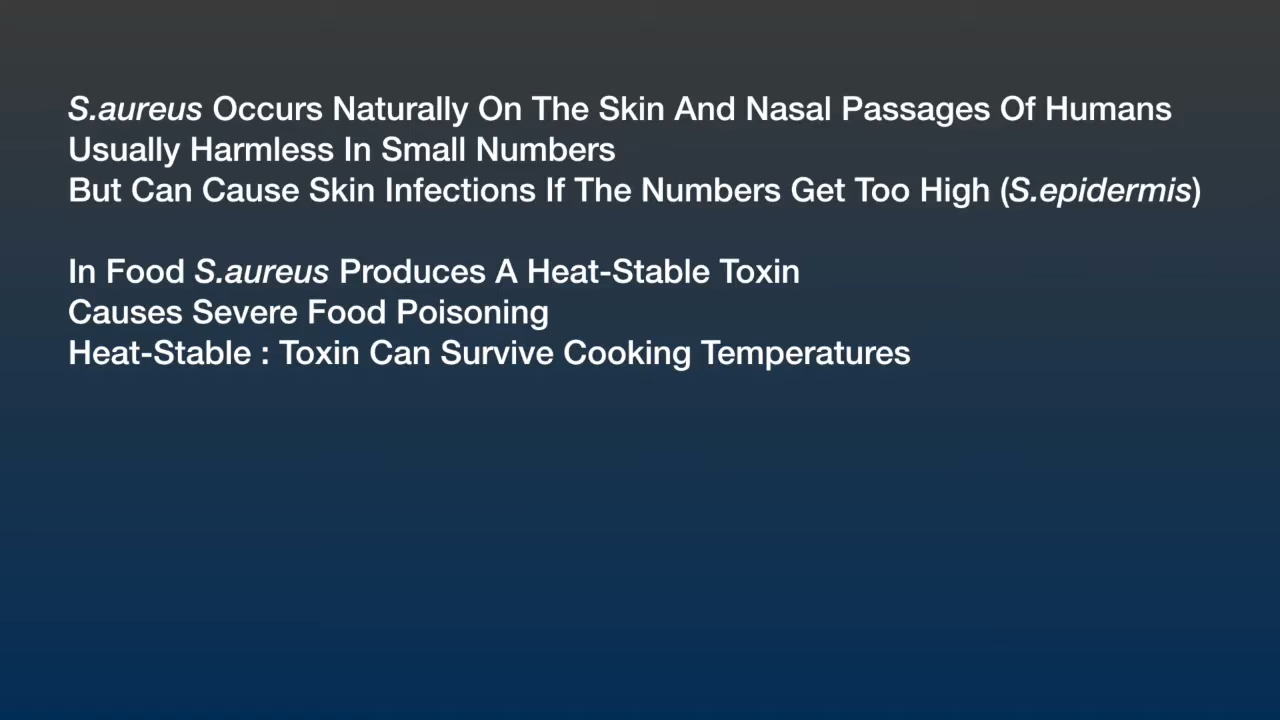 S.aureus Occurs Naturally On The Skin And Nasal Passages Of Humans
Usually Harmless In Small Numbers
But Can Cause Skin Infections If The Numbers Get Too High (S.epidermis)
In Food S.aureus Produces A Heat-Stable Toxin
Causes Severe Food Poisoning
Heat-Stable : Toxin Can Survive Cooking Temperatures